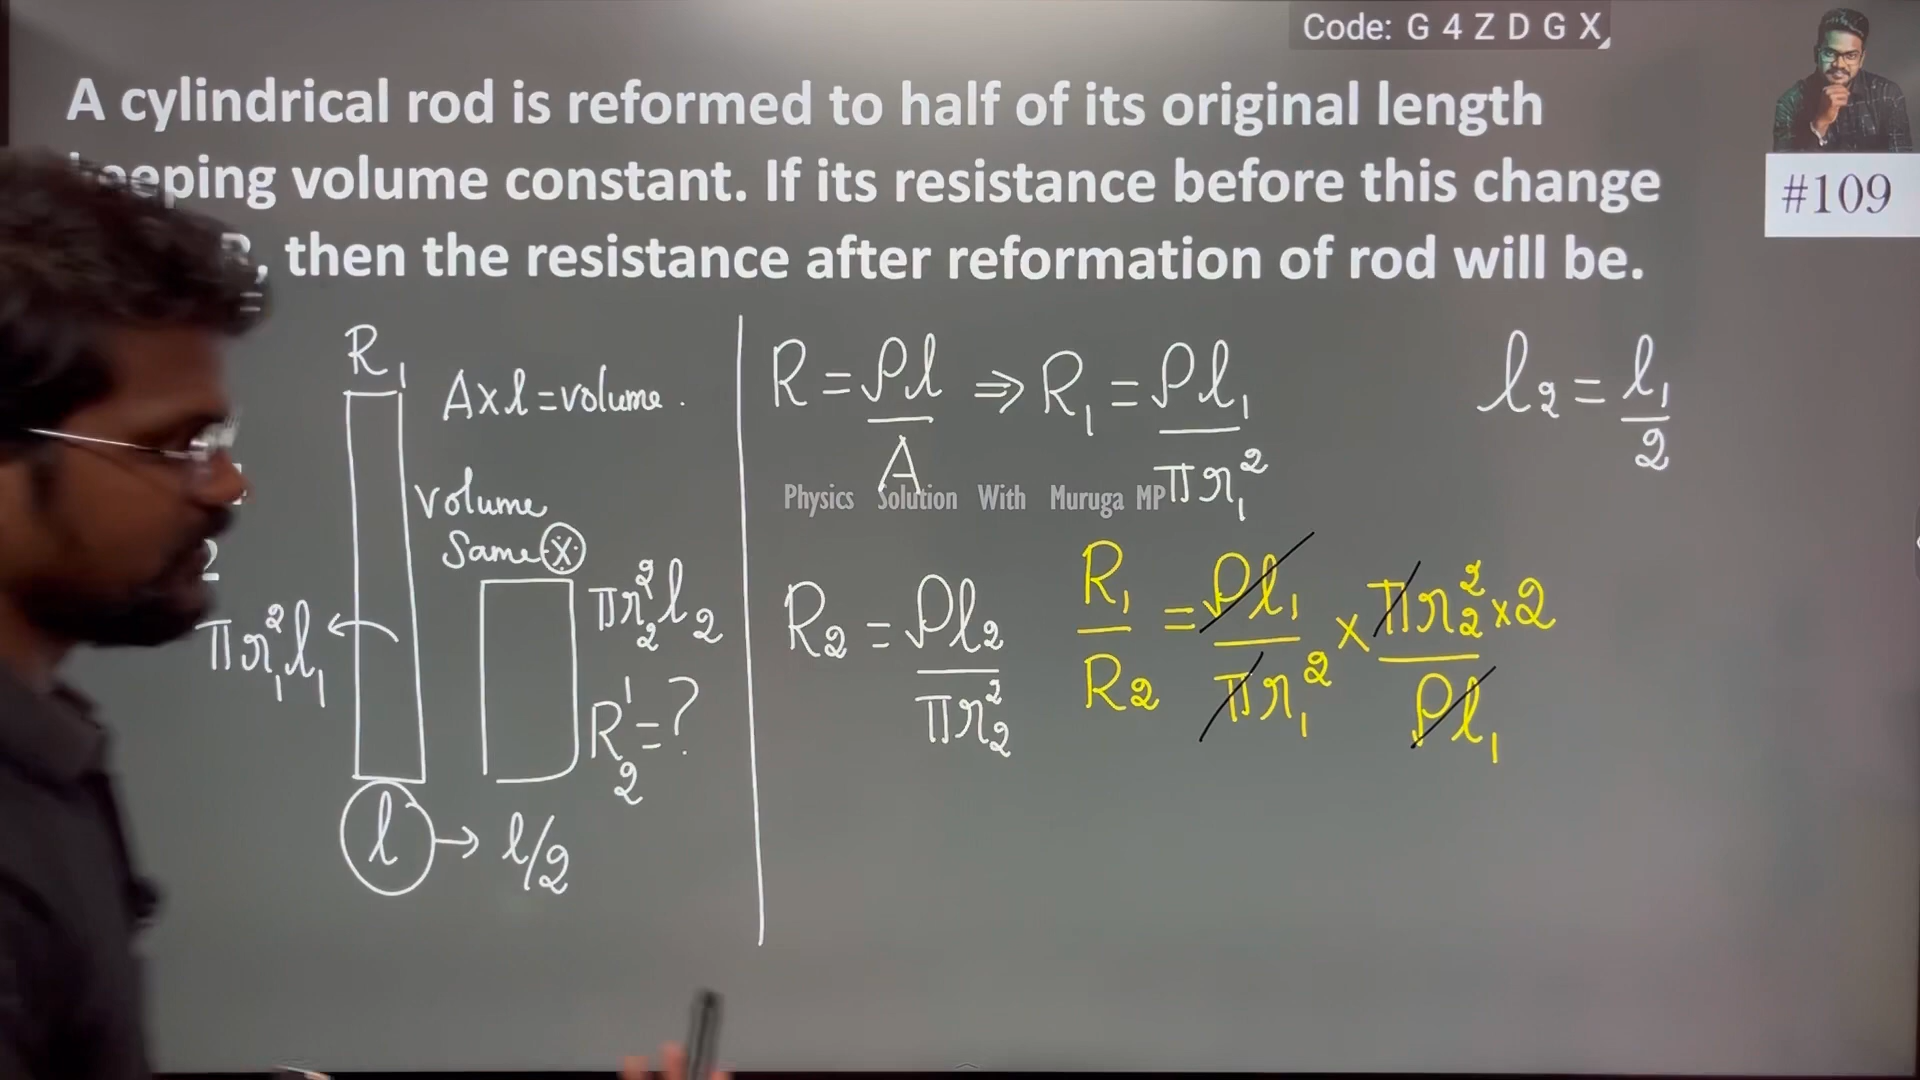 Code: G 4 Z D G X
A cylindrical rod is reformed to half of its original length
volume constant. If its resistance before this change
#109
, then the resistance after reformation of rod will be.
R₁
A×l=volume.
R=ρl/A ⇒ R₁=ρl₁/πr₁²
l₂=l₁/2
Volume
Same
Physics Solution With Muruga MP
πr₂²l₂
πr₁²l₁
R₂'=?
R₂=ρl₂/πr₂²
R₁/R₂=ρl₁/πr₁² × πr₂²×2/ρl₁
l → l/2